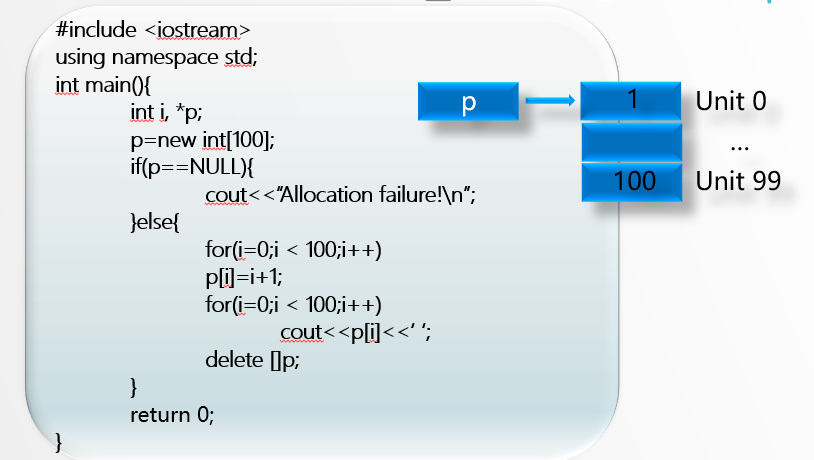 #include <iostream>
using namespace std;
int main(){
int i, *p;
p=new int[100];
if(p==NULL){
cout<<"Allocation failure!\n";
}else{
for(i=0;i < 100;i++)
p[i]=i+1;
for(i=0;i < 100;i++)
cout<<p[i]<<‘ ‘;
delete []p;
}
return 0;
}
p
1 Unit 0
...
100 Unit 99